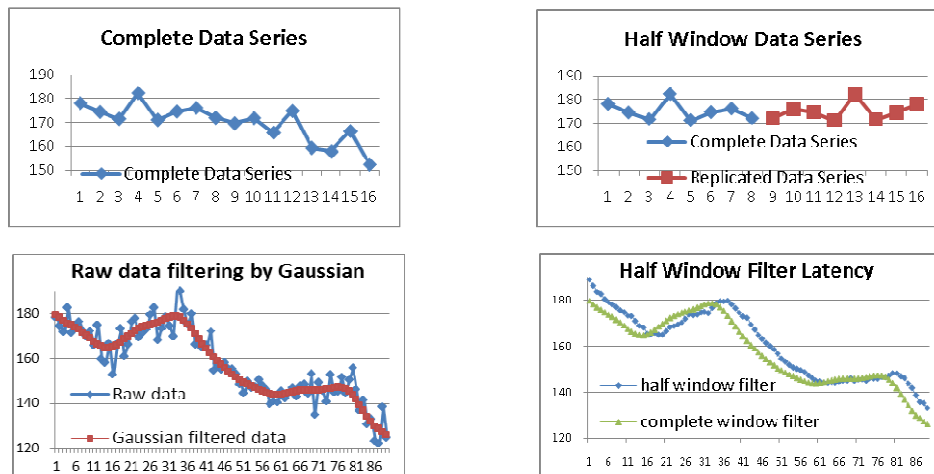 Complete Data Series
190
180
170
160
150
Complete Data Series
1 2 3 4 5 6 7 8 9 10 11 12 13 14 15 16
Half Window Data Series
190
180
170
160
150
Complete Data Series
Replicated Data Series
1 2 3 4 5 6 7 8 9 10 11 12 13 14 15 16
Raw data filtering by Gaussian
180
160
140
120
Raw data
Gaussian filtered data
1 6 11 16 21 26 31 36 41 46 51 56 61 66 71 76 81 86
Half Window Filter Latency
180
160
140
120
half window filter
complete window filter
1 6 11 16 21 26 31 36 41 46 51 56 61 66 71 76 81 86